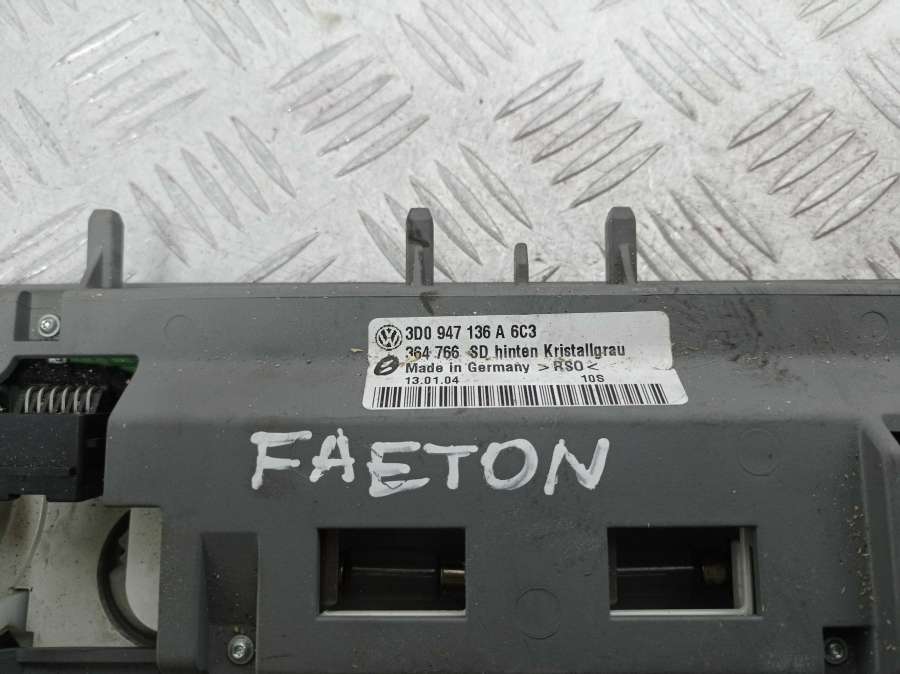 3D0 947 136 A 6C3
364 766 SD hinten Kristallgrau
Made in Germany >RSO<
13.01.04 10S
FAETON